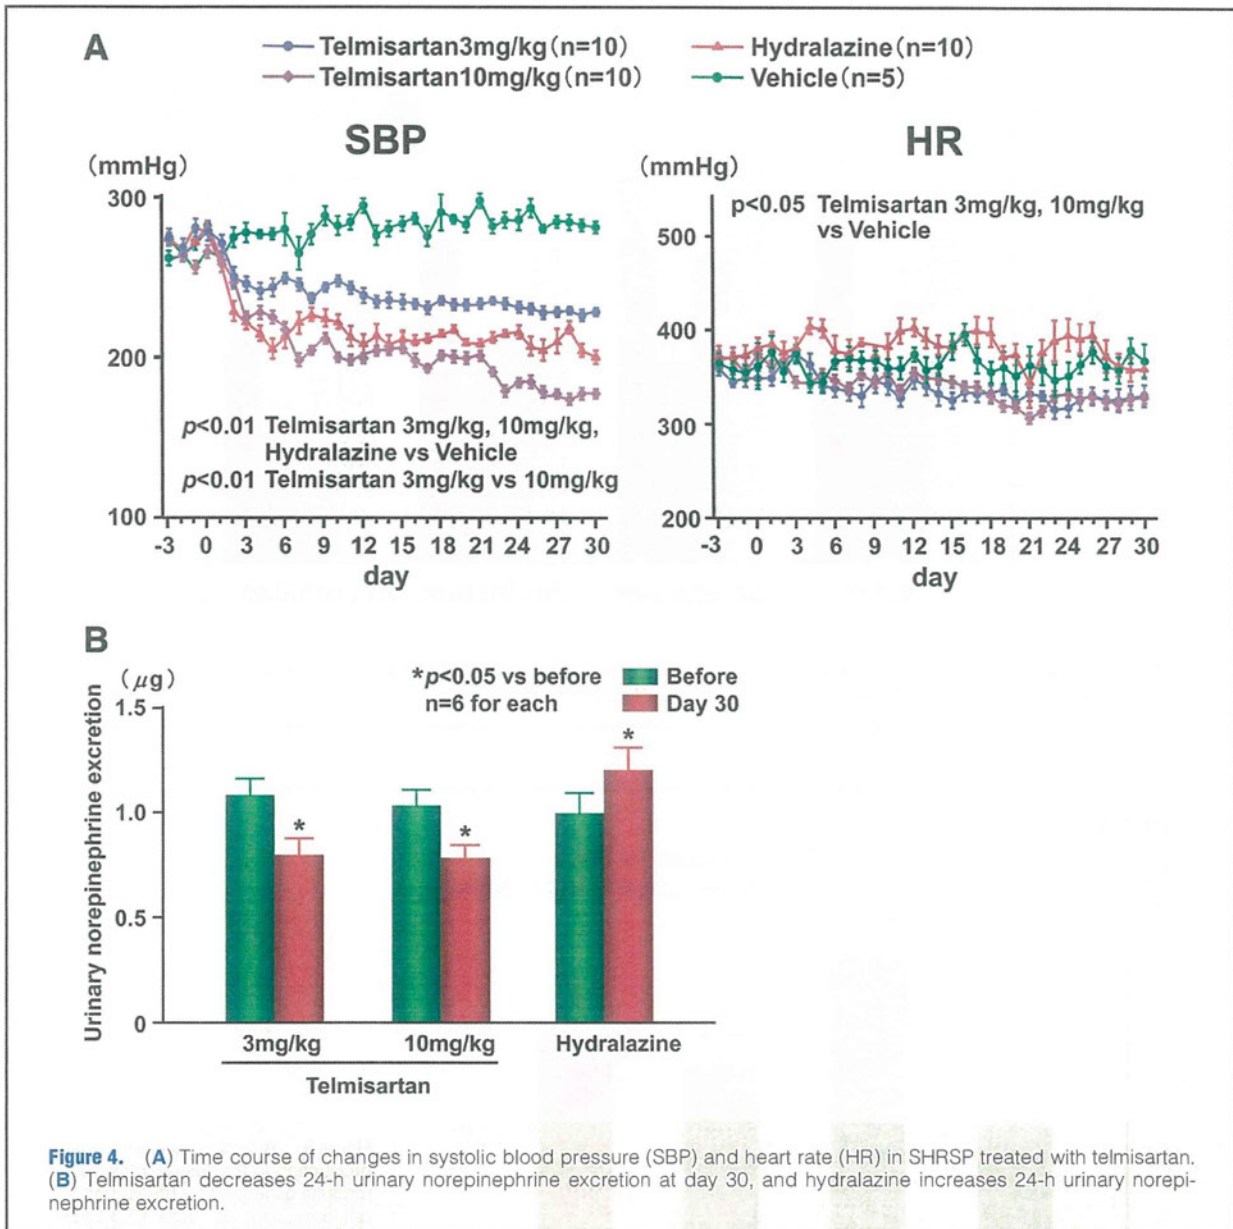 A
Telmisartan3mg/kg(n=10)
Hydralazine(n=10)
Telmisartan10mg/kg(n=10)
Vehicle(n=5)
SBP
(mmHg)
300
200
100
p<0.01 Telmisartan 3mg/kg, 10mg/kg,
Hydralazine vs Vehicle
p<0.01 Telmisartan 3mg/kg vs 10mg/kg
-3 0 3 6 9 12 15 18 21 24 27 30
day
HR
(mmHg)
p<0.05 Telmisartan 3mg/kg, 10mg/kg
vs Vehicle
500
400
300
200
-3 0 3 6 9 12 15 18 21 24 27 30
day
B
(μg)
*p<0.05 vs before
n=6 for each
Before
Day 30
Urinary norepinephrine excretion
1.5
1.0
0.5
0
* * *
3mg/kg 10mg/kg Hydralazine
Telmisartan
Figure 4. (A) Time course of changes in systolic blood pressure (SBP) and heart rate (HR) in SHRSP treated with telmisartan.
(B) Telmisartan decreases 24-h urinary norepinephrine excretion at day 30, and hydralazine increases 24-h urinary norepi-
nephrine excretion.